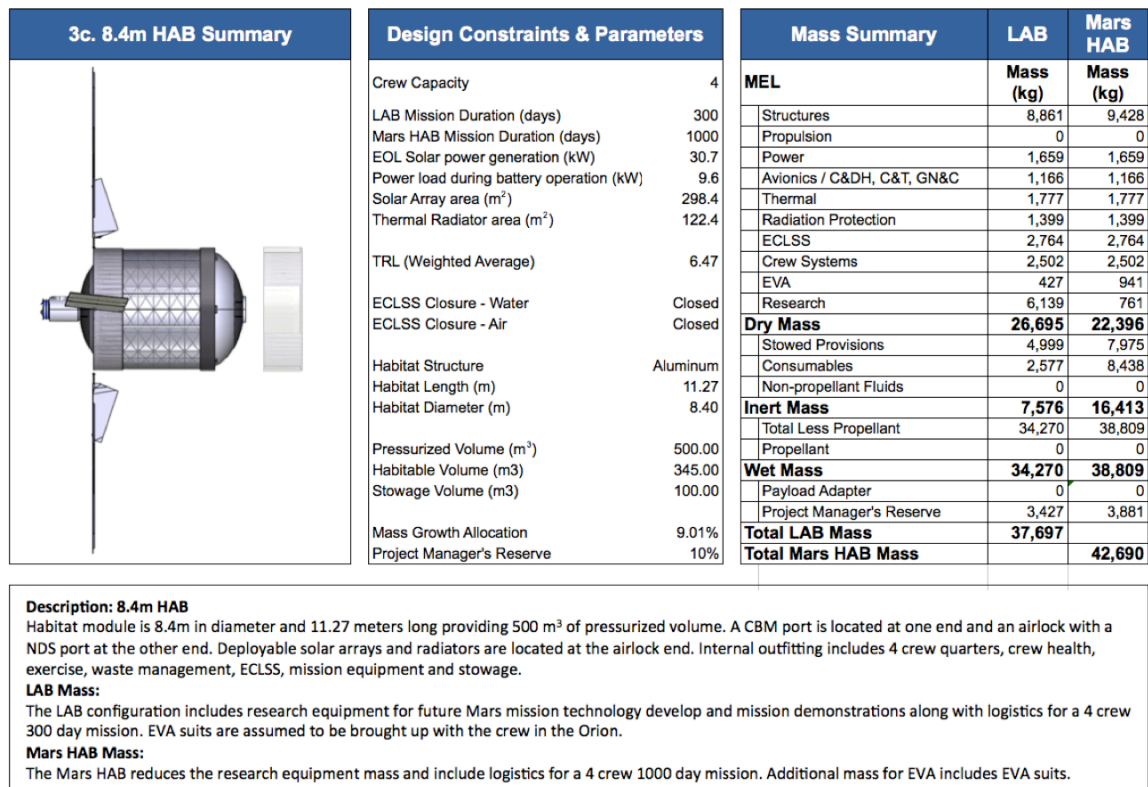 3c. 8.4m HAB Summary
Design Constraints & Parameters
Crew Capacity 4
LAB Mission Duration (days) 300
Mars HAB Mission Duration (days) 1000
EOL Solar power generation (kW) 30.7
Power load during battery operation (kW) 9.6
Solar Array area (m²) 298.4
Thermal Radiator area (m²) 122.4
TRL (Weighted Average) 6.47
ECLSS Closure - Water Closed
ECLSS Closure - Air Closed
Habitat Structure Aluminum
Habitat Length (m) 11.27
Habitat Diameter (m) 8.40
Pressurized Volume (m³) 500.00
Habitable Volume (m3) 345.00
Stowage Volume (m3) 100.00
Mass Growth Allocation 9.01%
Project Manager's Reserve 10%
Mass Summary LAB Mars HAB
MEL Mass (kg) Mass (kg)
Structures 8,861 9,428
Propulsion 0 0
Power 1,659 1,659
Avionics / C&DH, C&T, GN&C 1,166 1,166
Thermal 1,777 1,777
Radiation Protection 1,399 1,399
ECLSS 2,764 2,764
Crew Systems 2,502 2,502
EVA 427 941
Research 6,139 761
Dry Mass 26,695 22,396
Stowed Provisions 4,999 7,975
Consumables 2,577 8,438
Non-propellant Fluids 0 0
Inert Mass 7,576 16,413
Total Less Propellant 34,270 38,809
Propellant 0 0
Wet Mass 34,270 38,809
Payload Adapter 0 0
Project Manager's Reserve 3,427 3,881
Total LAB Mass 37,697
Total Mars HAB Mass 42,690
Description: 8.4m HAB
Habitat module is 8.4m in diameter and 11.27 meters long providing 500 m³ of pressurized volume. A CBM port is located at one end and an airlock with a
NDS port at the other end. Deployable solar arrays and radiators are located at the airlock end. Internal outfitting includes 4 crew quarters, crew health,
exercise, waste management, ECLSS, mission equipment and stowage.
LAB Mass:
The LAB configuration includes research equipment for future Mars mission technology develop and mission demonstrations along with logistics for a 4 crew
300 day mission. EVA suits are assumed to be brought up with the crew in the Orion.
Mars HAB Mass:
The Mars HAB reduces the research equipment mass and include logistics for a 4 crew 1000 day mission. Additional mass for EVA includes EVA suits.